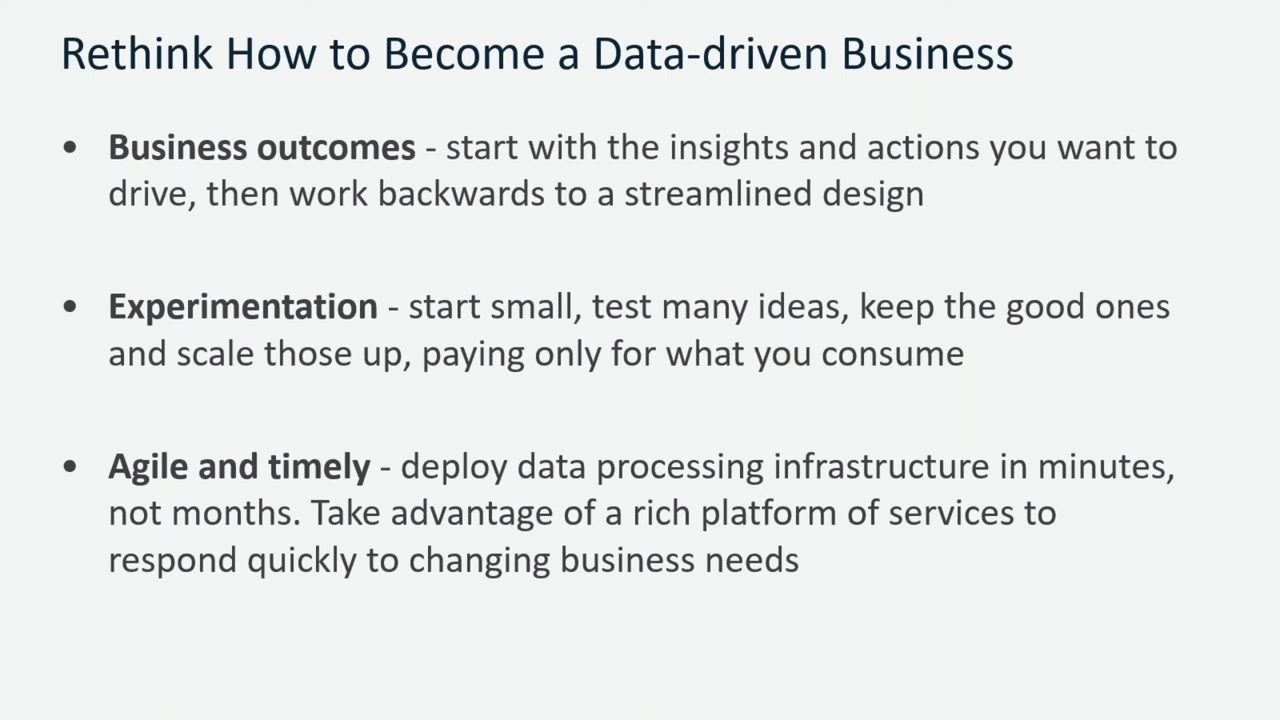 Rethink How to Become a Data-driven Business
• Business outcomes - start with the insights and actions you want to
drive, then work backwards to a streamlined design
• Experimentation - start small, test many ideas, keep the good ones
and scale those up, paying only for what you consume
• Agile and timely - deploy data processing infrastructure in minutes,
not months. Take advantage of a rich platform of services to
respond quickly to changing business needs